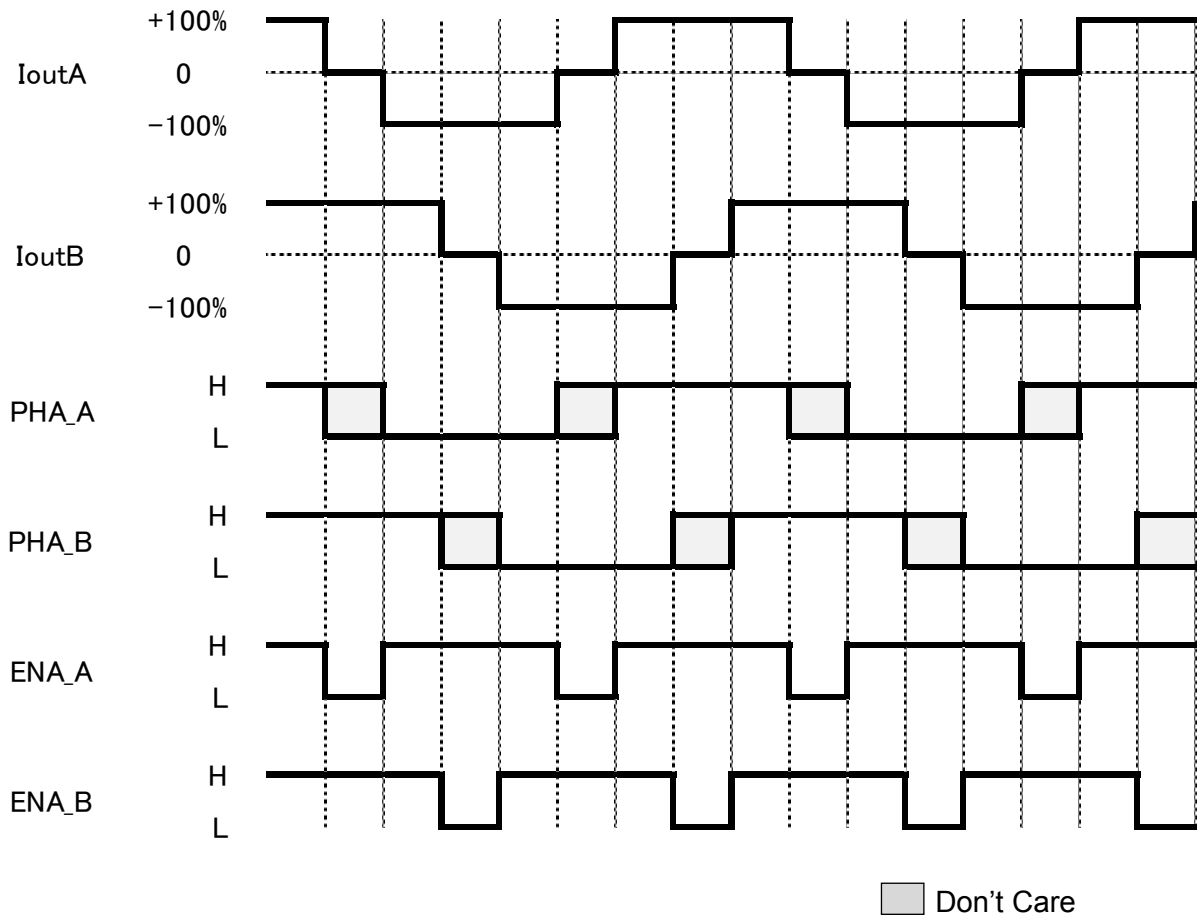 +100%
IoutA 0
−100%
+100%
IoutB 0
−100%
H
PHA_A
L
H
PHA_B
L
H
ENA_A
L
H
ENA_B
L
Don't Care